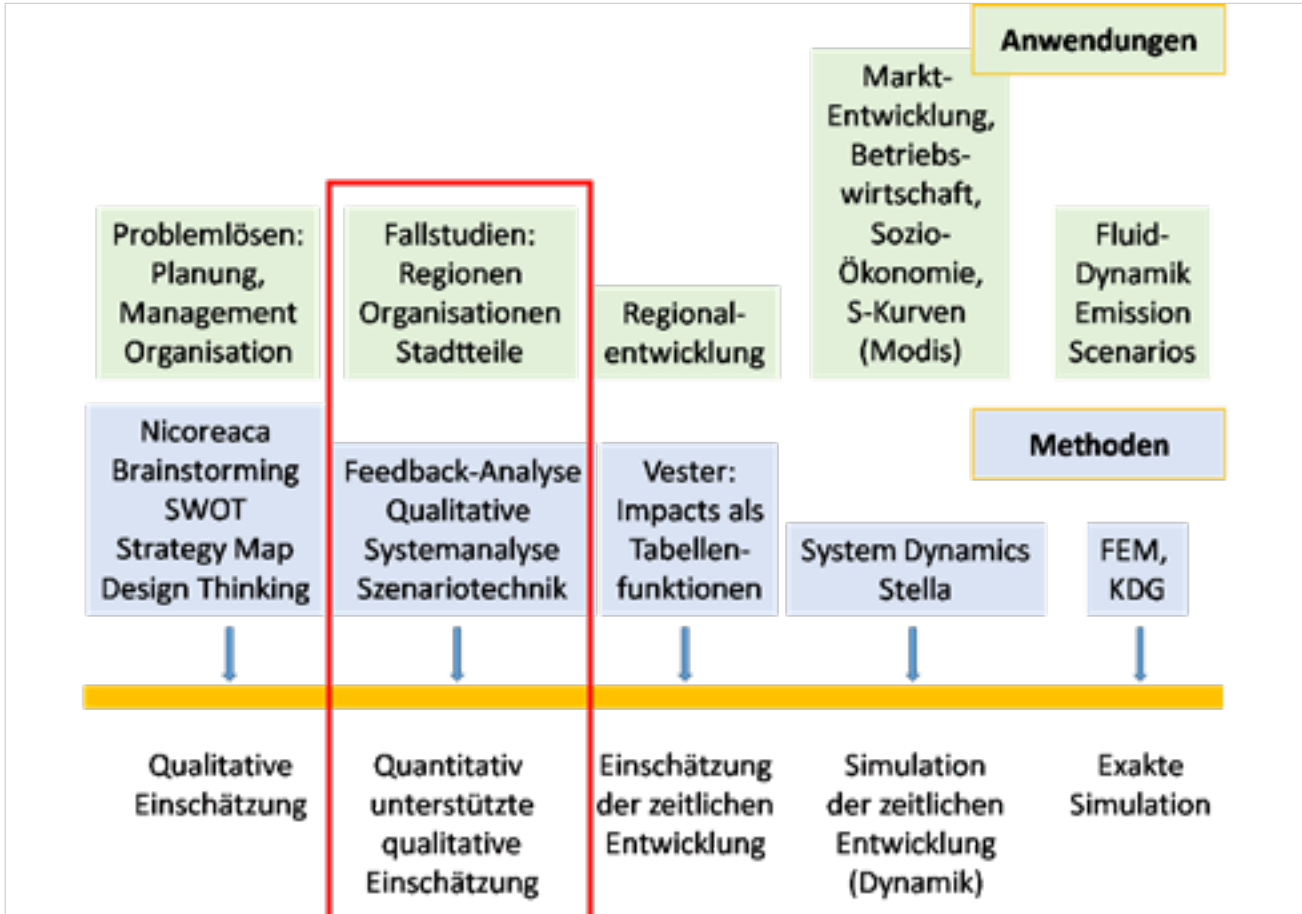 Anwendungen
Problemlösen:
Planung,
Management
Organisation
Fallstudien:
Regionen
Organisationen
Stadtteile
Regional-
entwicklung
Markt-
Entwicklung,
Betriebs-
wirtschaft,
Sozio-
Ökonomie,
S-Kurven
(Modis)
Fluid-
Dynamik
Emission
Scenarios
Methoden
Nicoreaca
Brainstorming
SWOT
Strategy Map
Design Thinking
Feedback-Analyse
Qualitative
Systemanalyse
Szenariotechnik
Vester:
Impacts als
Tabellen-
funktionen
System Dynamics
Stella
FEM,
KDG
Qualitative
Einschätzung
Quantitativ
unterstützte
qualitative
Einschätzung
Einschätzung
der zeitlichen
Entwicklung
Simulation
der zeitlichen
Entwicklung
(Dynamik)
Exakte
Simulation